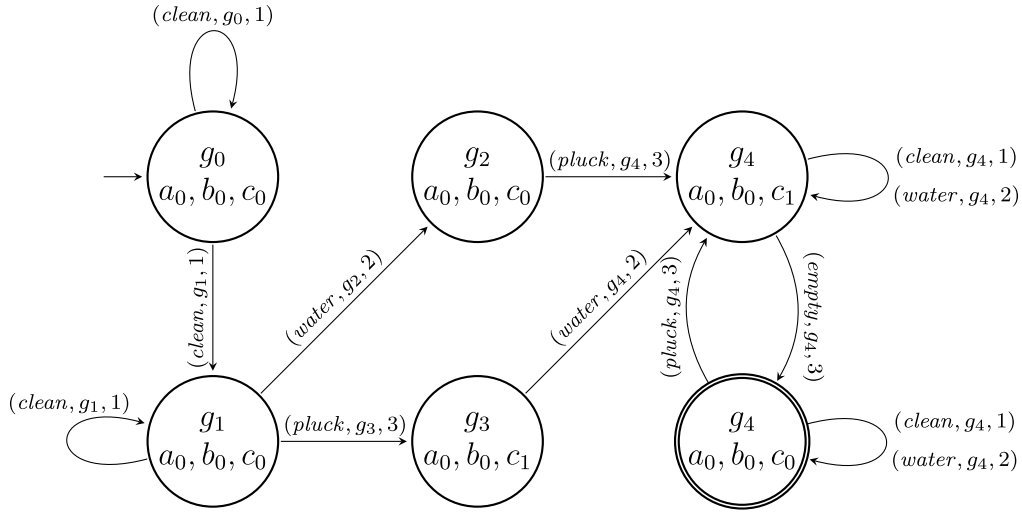 (clean, g₀, 1)
g₀
a₀, b₀, c₀
g₂
a₀, b₀, c₀
(pluck, g₄, 3)
g₄
a₀, b₀, c₁
(clean, g₄, 1)
(water, g₄, 2)
(clean, g₁, 1)
(water, g₂, 2)
(water, g₄, 2)
(pluck, g₄, 3)
(empty, g₄, 3)
(clean, g₁, 1)
g₁
a₀, b₀, c₀
(pluck, g₃, 3)
g₃
a₀, b₀, c₁
g₄
a₀, b₀, c₀
(clean, g₄, 1)
(water, g₄, 2)